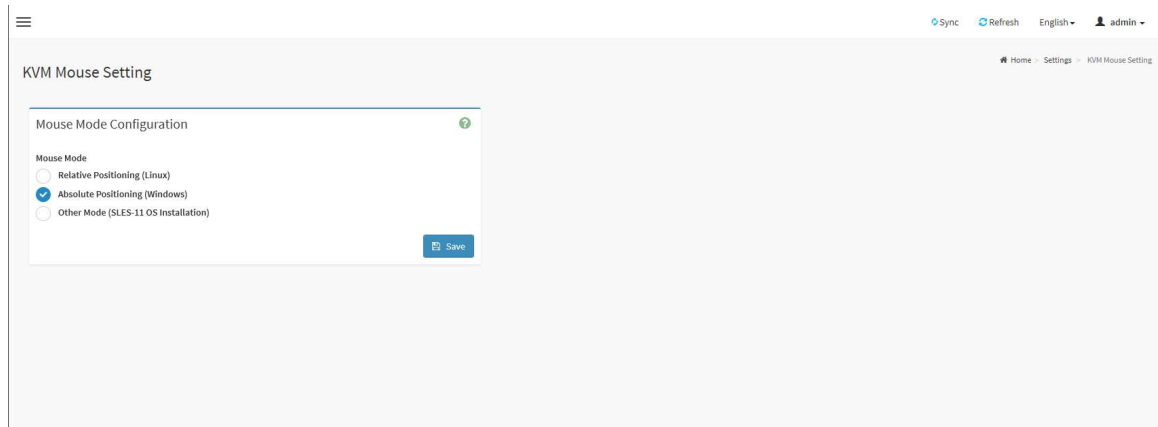 Sync Refresh English admin
KVM Mouse Setting
Home > Settings > KVM Mouse Setting
Mouse Mode Configuration
Mouse Mode
Relative Positioning (Linux)
Absolute Positioning (Windows)
Other Mode (SLES-11 OS Installation)
Save